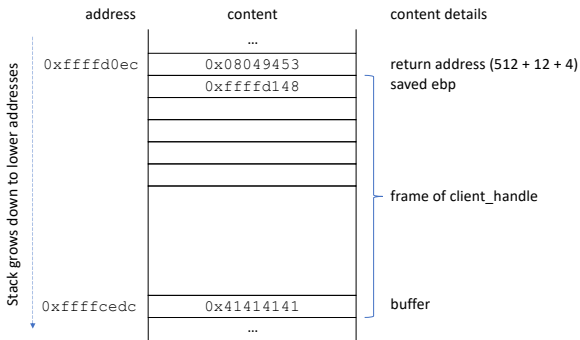 address content content details
...
0xffffd0ec 0x08049453 return address (512 + 12 + 4)
0xffffd148 saved ebp
Stack grows down to lower addresses
frame of client_handle
0xffffcedc 0x41414141 buffer
...